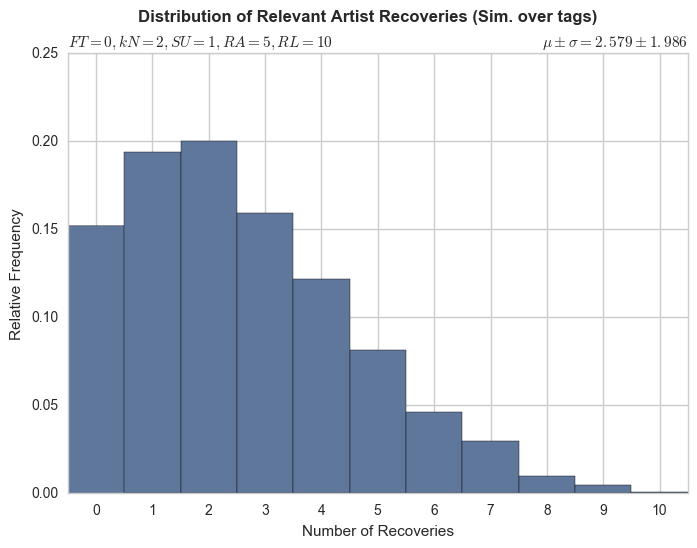 Distribution of Relevant Artist Recoveries (Sim. over tags)
FT = 0, kN = 2, SU = 1, RA = 5, RL = 10
μ ± σ = 2.579 ± 1.986
0.25
0.20
0.15
0.10
0.05
0.00
Relative Frequency
0 1 2 3 4 5 6 7 8 9 10
Number of Recoveries